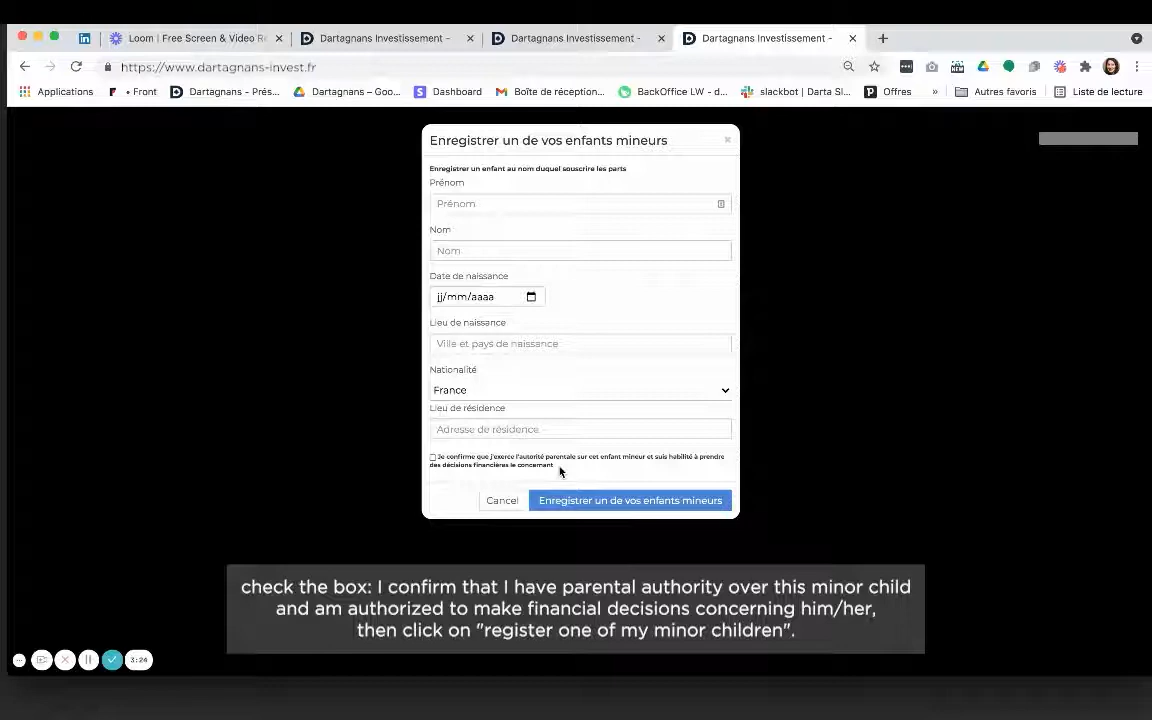 Loom | Free Screen & Video Re
Dartagnans Investissement -
Dartagnans Investissement -
Dartagnans Investissement -
https://www.dartagnans-invest.fr
Applications
• Front
Dartagnans - Prés...
Dartagnans – Goo...
Dashboard
Boîte de réception...
BackOffice LW - d...
slackbot | Darta Sl...
Offres
»
Autres favoris
Liste de lecture
Enregistrer un de vos enfants mineurs
Enregistrer un enfant au nom duquel souscrire les parts
Prénom
Prénom
Nom
Nom
Date de naissance
jj/mm/aaaa
Lieu de naissance
Ville et pays de naissance
Nationalité
France
Lieu de résidence
Adresse de résidence
Je confirme que j'exerce l'autorité parentale sur cet enfant mineur et suis habilité à prendre
des décisions financières le concernant
Cancel
Enregistrer un de vos enfants mineurs
check the box: I confirm that I have parental authority over this minor child
and am authorized to make financial decisions concerning him/her,
then click on "register one of my minor children".
3:24